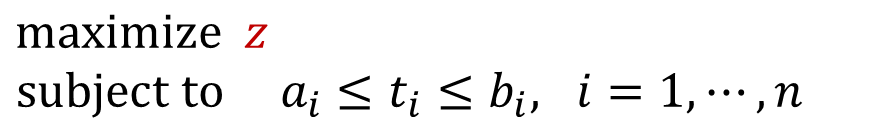 maximize z
subject to a_i ≤ t_i ≤ b_i, i = 1, ⋯ , n